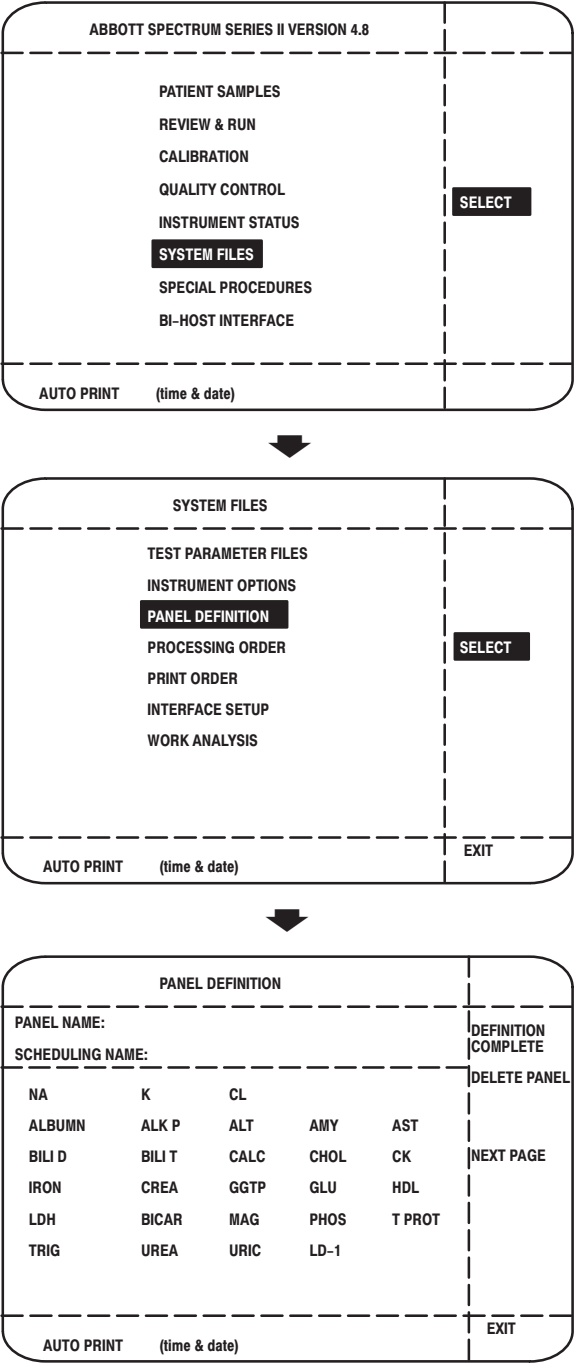 ABBOTT SPECTRUM SERIES II VERSION 4.8
PATIENT SAMPLES
REVIEW & RUN
CALIBRATION
QUALITY CONTROL
INSTRUMENT STATUS
SYSTEM FILES
SPECIAL PROCEDURES
BI-HOST INTERFACE
SELECT
AUTO PRINT (time & date)
SYSTEM FILES
TEST PARAMETER FILES
INSTRUMENT OPTIONS
PANEL DEFINITION
PROCESSING ORDER
PRINT ORDER
INTERFACE SETUP
WORK ANALYSIS
SELECT
EXIT
AUTO PRINT (time & date)
PANEL DEFINITION
PANEL NAME:
SCHEDULING NAME:
DEFINITION
COMPLETE
DELETE PANEL
NEXT PAGE
NA K CL
ALBUMN ALK P ALT AMY AST
BILI D BILI T CALC CHOL CK
IRON CREA GGTP GLU HDL
LDH BICAR MAG PHOS T PROT
TRIG UREA URIC LD-1
EXIT
AUTO PRINT (time & date)